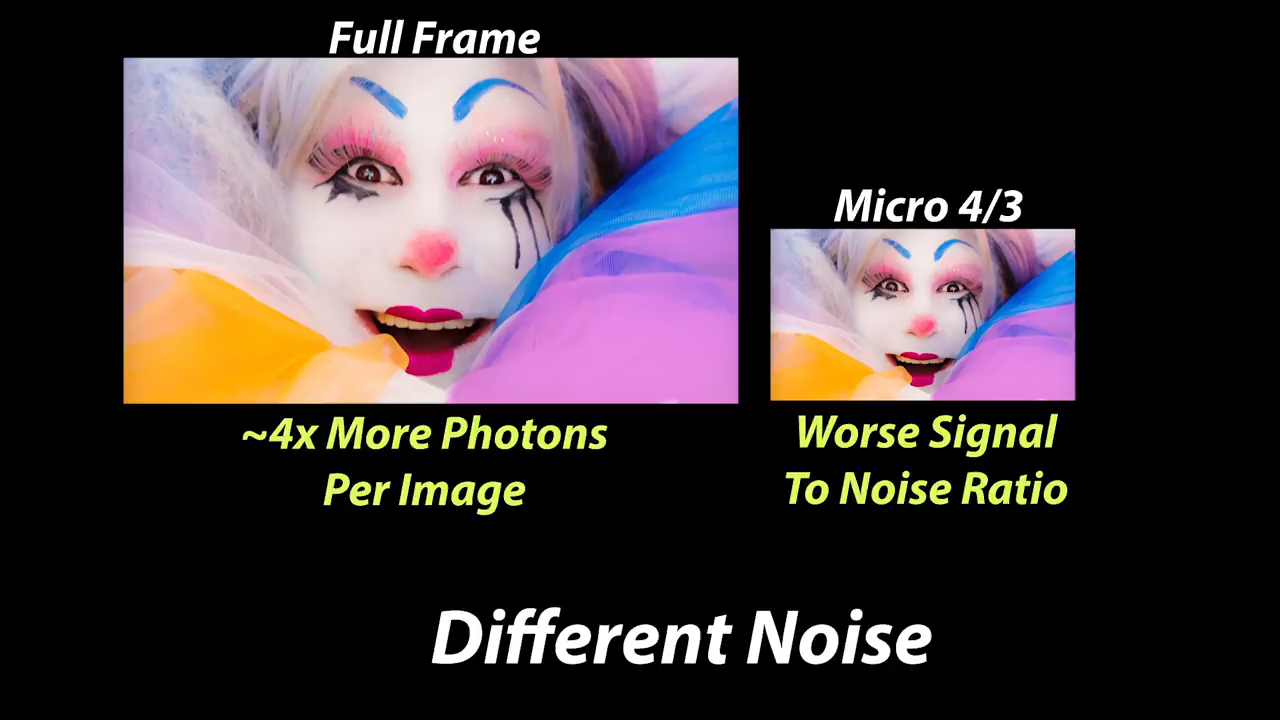 Full Frame
Micro 4/3
~4x More Photons
Per Image
Worse Signal
To Noise Ratio
Different Noise